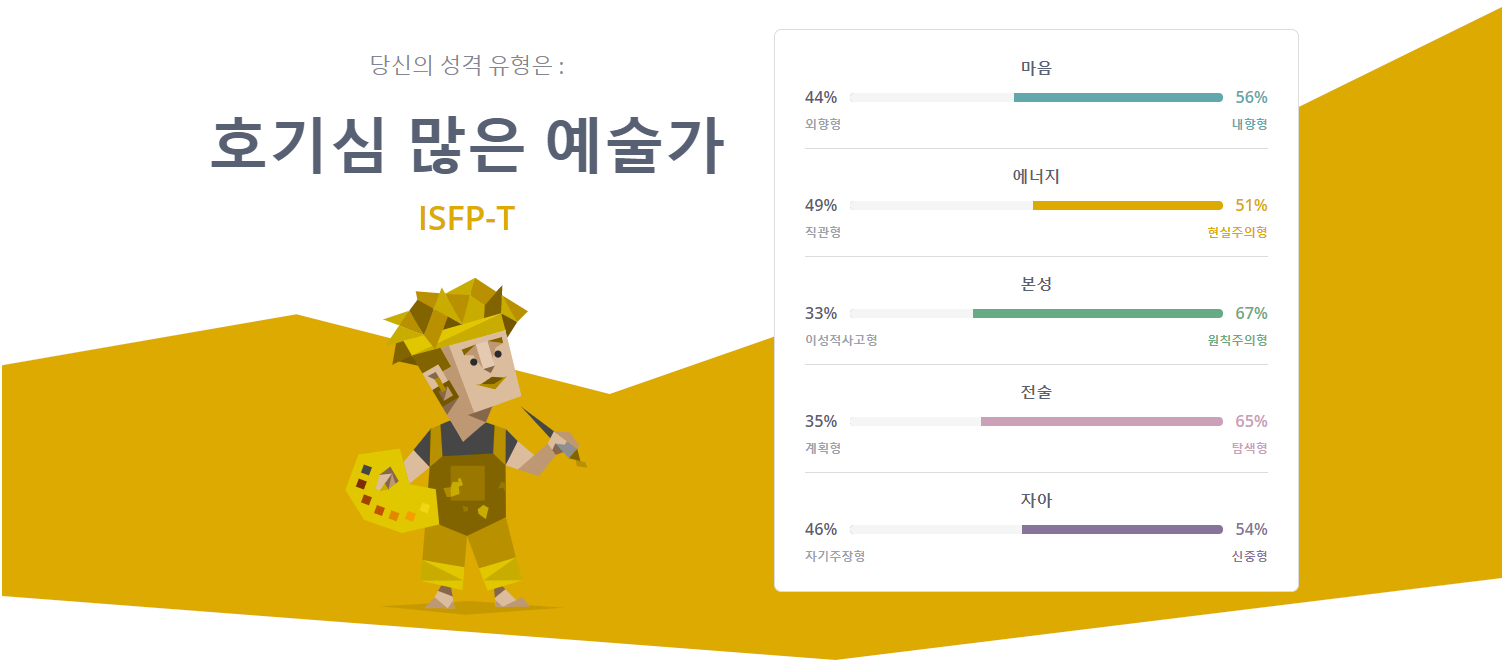 당신의 성격 유형은 :
호기심 많은 예술가
ISFP-T
마음
44% 56%
외향형 내향형
에너지
49% 51%
직관형 현실주의형
본성
33% 67%
이성적사고형 원칙주의형
전술
35% 65%
계획형 탐색형
자아
46% 54%
자기주장형 신중형